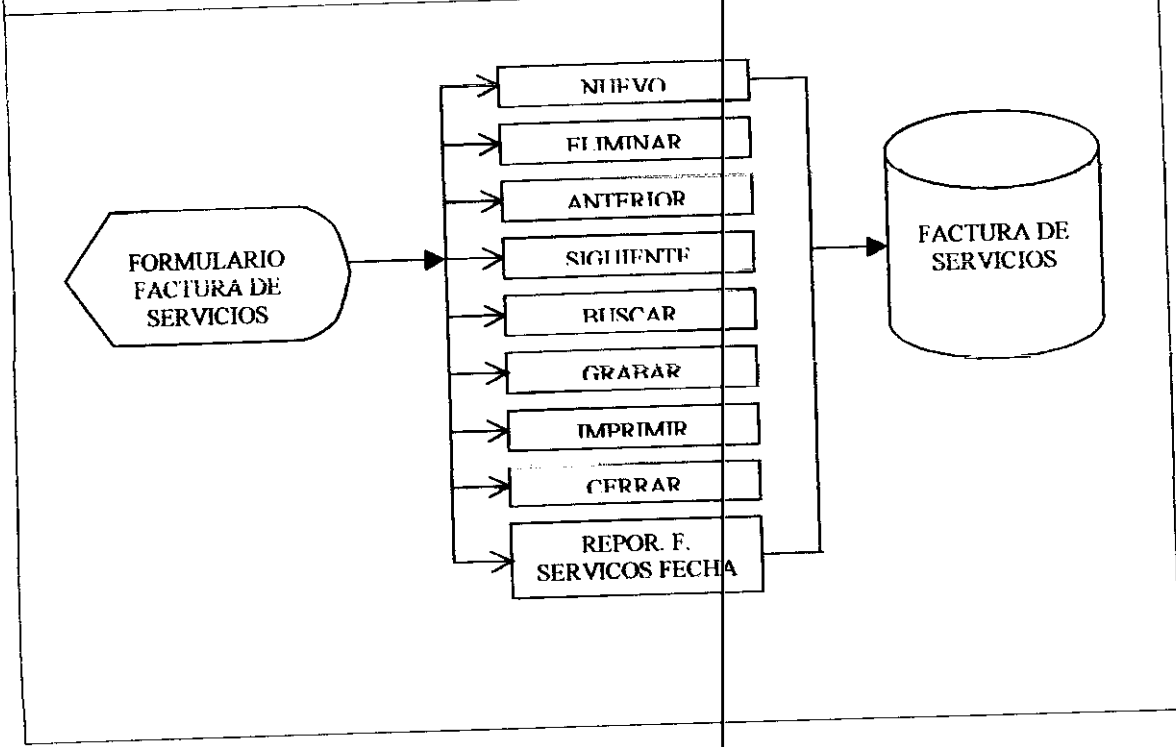 FORMULARIO
FACTURA DE
SERVICIOS
NUEVO
ELIMINAR
ANTERIOR
SIGUIENTE
BUSCAR
GRABAR
IMPRIMIR
CERRAR
REPOR. F.
SERVICOS FECHA
FACTURA DE
SERVICIOS